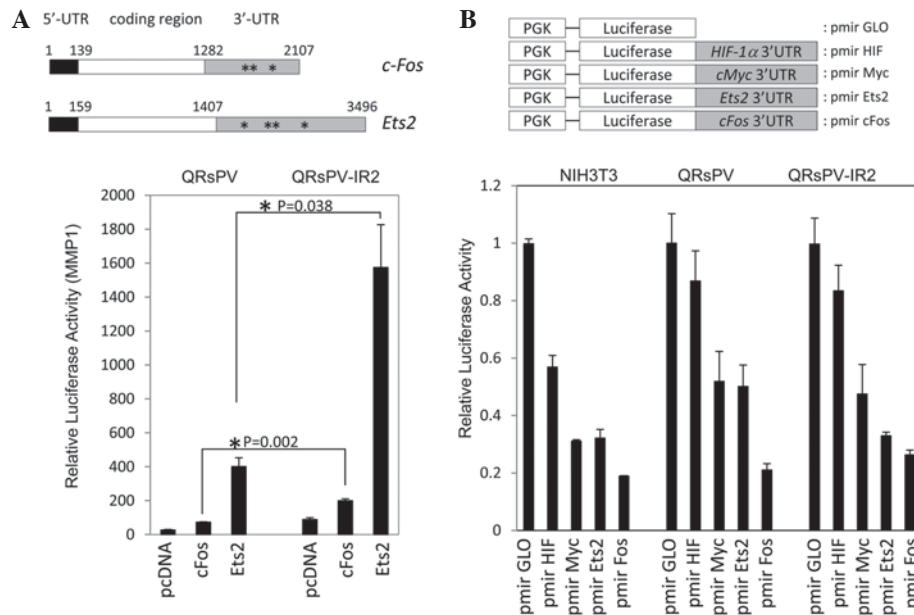 A
5'-UTR coding region 3'-UTR
1 139 1282 2107
** *
c-Fos
1 159 1407 3496
* ** *
Ets2
QRsPV QRsPV-IR2
Relative Luciferase Activity (MMP1)
2000
1800
1600
1400
1200
1000
800
600
400
200
0
* P=0.038
* P=0.002
pcDNA
cFos
Ets2
pcDNA
cFos
Ets2
B
PGK Luciferase : pmir GLO
PGK Luciferase HIF-1α 3'UTR : pmir HIF
PGK Luciferase cMyc 3'UTR : pmir Myc
PGK Luciferase Ets2 3'UTR : pmir Ets2
PGK Luciferase cFos 3'UTR : pmir cFos
NIH3T3 QRsPV QRsPV-IR2
Relative Luciferase Activity
1.2
1
0.8
0.6
0.4
0.2
0
pmir GLO
pmir HIF
pmir Myc
pmir Ets2
pmir Fos
pmir GLO
pmir HIF
pmir Myc
pmir Ets2
pmir Fos
pmir GLO
pmir HIF
pmir Myc
pmir Ets2
pmir Fos